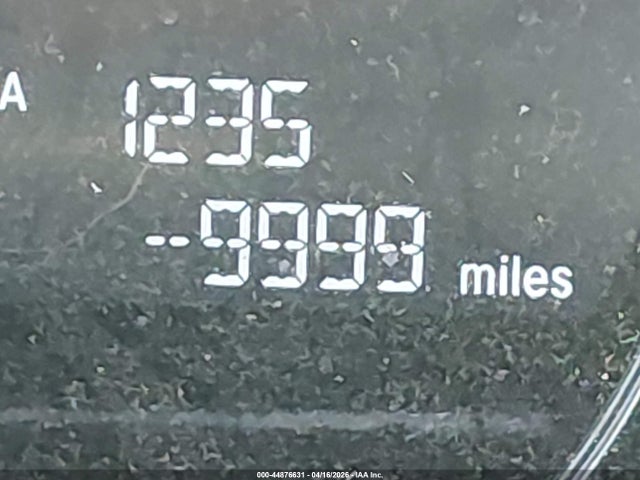 A
1235
-9999 miles
000-44876631 - 04/16/2026 - IAA Inc.